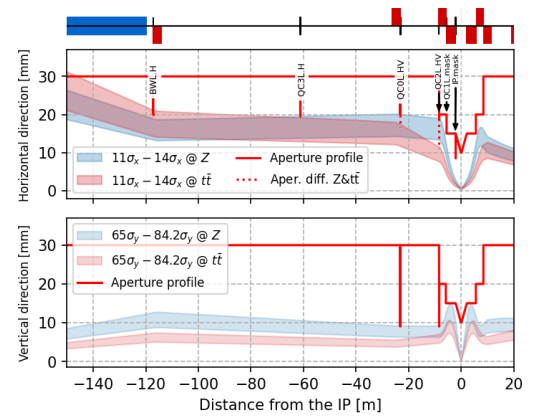 Horizontal direction [mm]
30
20
10
0
BWL.H
QC3L.H
QC0L.HV
QC2L.HV
QC1L.mask
IP.mask
11σx − 14σx @ Z
11σx − 14σx @ tt̄
Aperture profile
Aper. diff. Z&tt̄
Vertical direction [mm]
30
20
10
0
65σy − 84.2σy @ Z
65σy − 84.2σy @ tt̄
Aperture profile
−140 −120 −100 −80 −60 −40 −20 0 20
Distance from the IP [m]